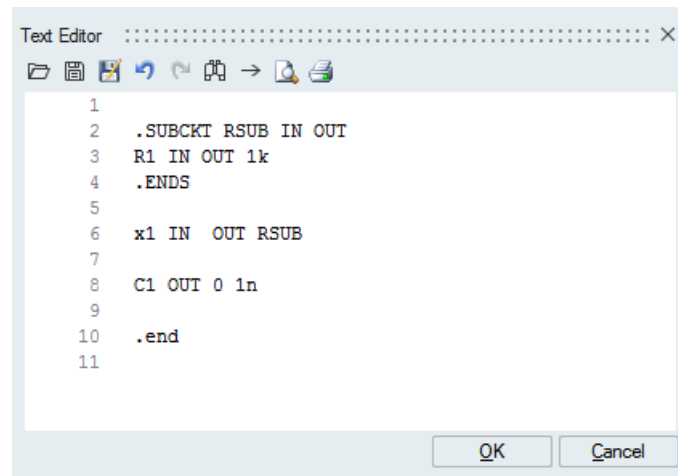 Text Editor
1
2 .SUBCKT RSUB IN OUT
3 R1 IN OUT 1k
4 .ENDS
5
6 x1 IN  OUT RSUB
7
8 C1 OUT 0 1n
9
10 .end
11
OK Cancel